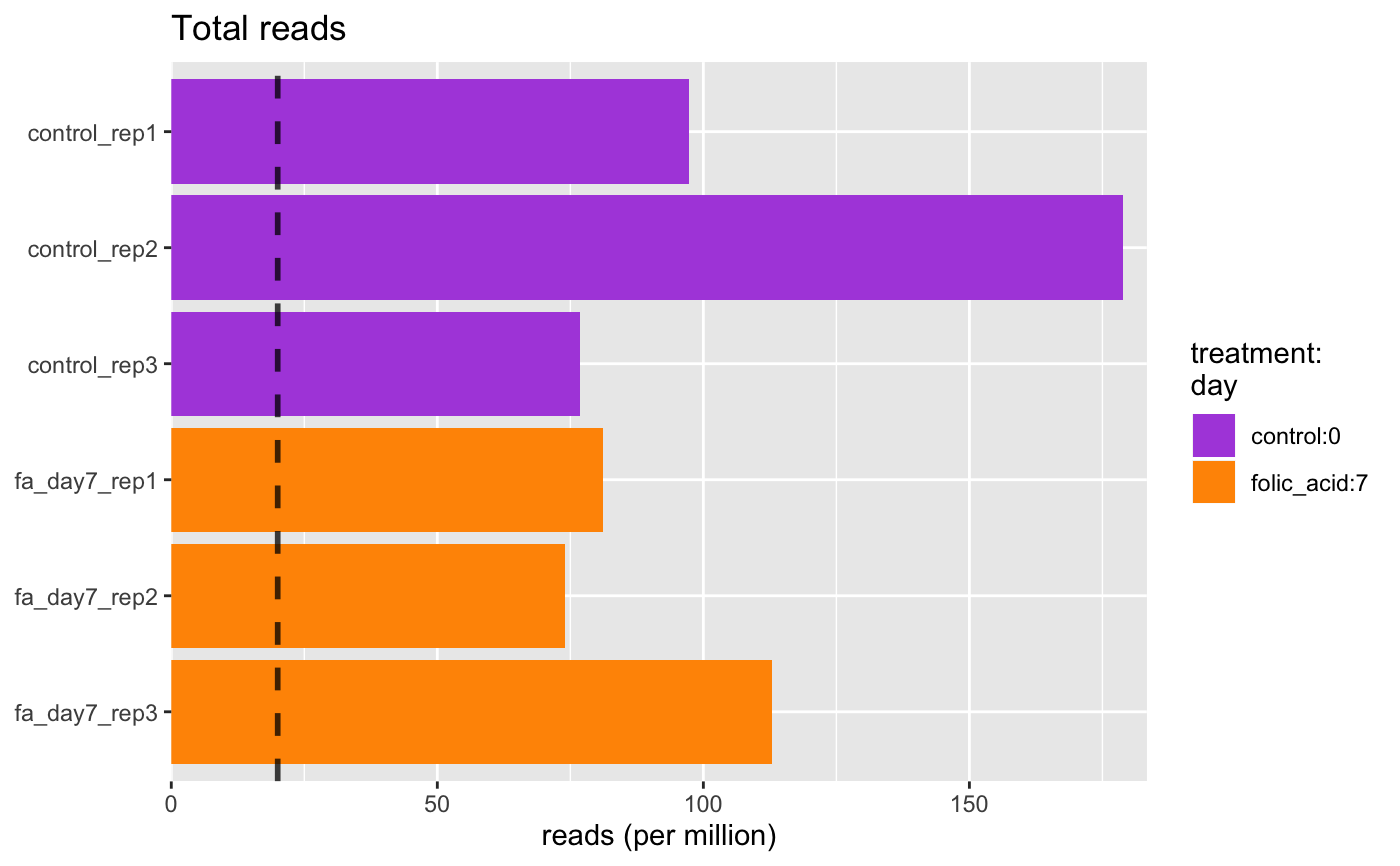 Total reads
control_rep1
control_rep2
control_rep3
fa_day7_rep1
fa_day7_rep2
fa_day7_rep3
0 50 100 150
reads (per million)
treatment:
day
control:0
folic_acid:7